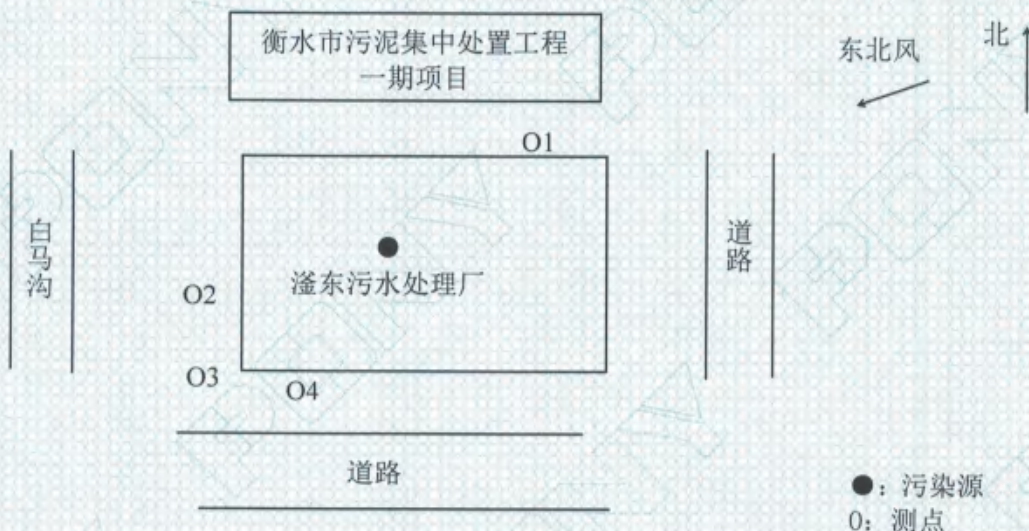 衡水市污泥集中处置工程
一期项目
东北风
北
O1
白马沟
道路
滏东污水处理厂
O2
O3
O4
道路
●：污染源
O：测点